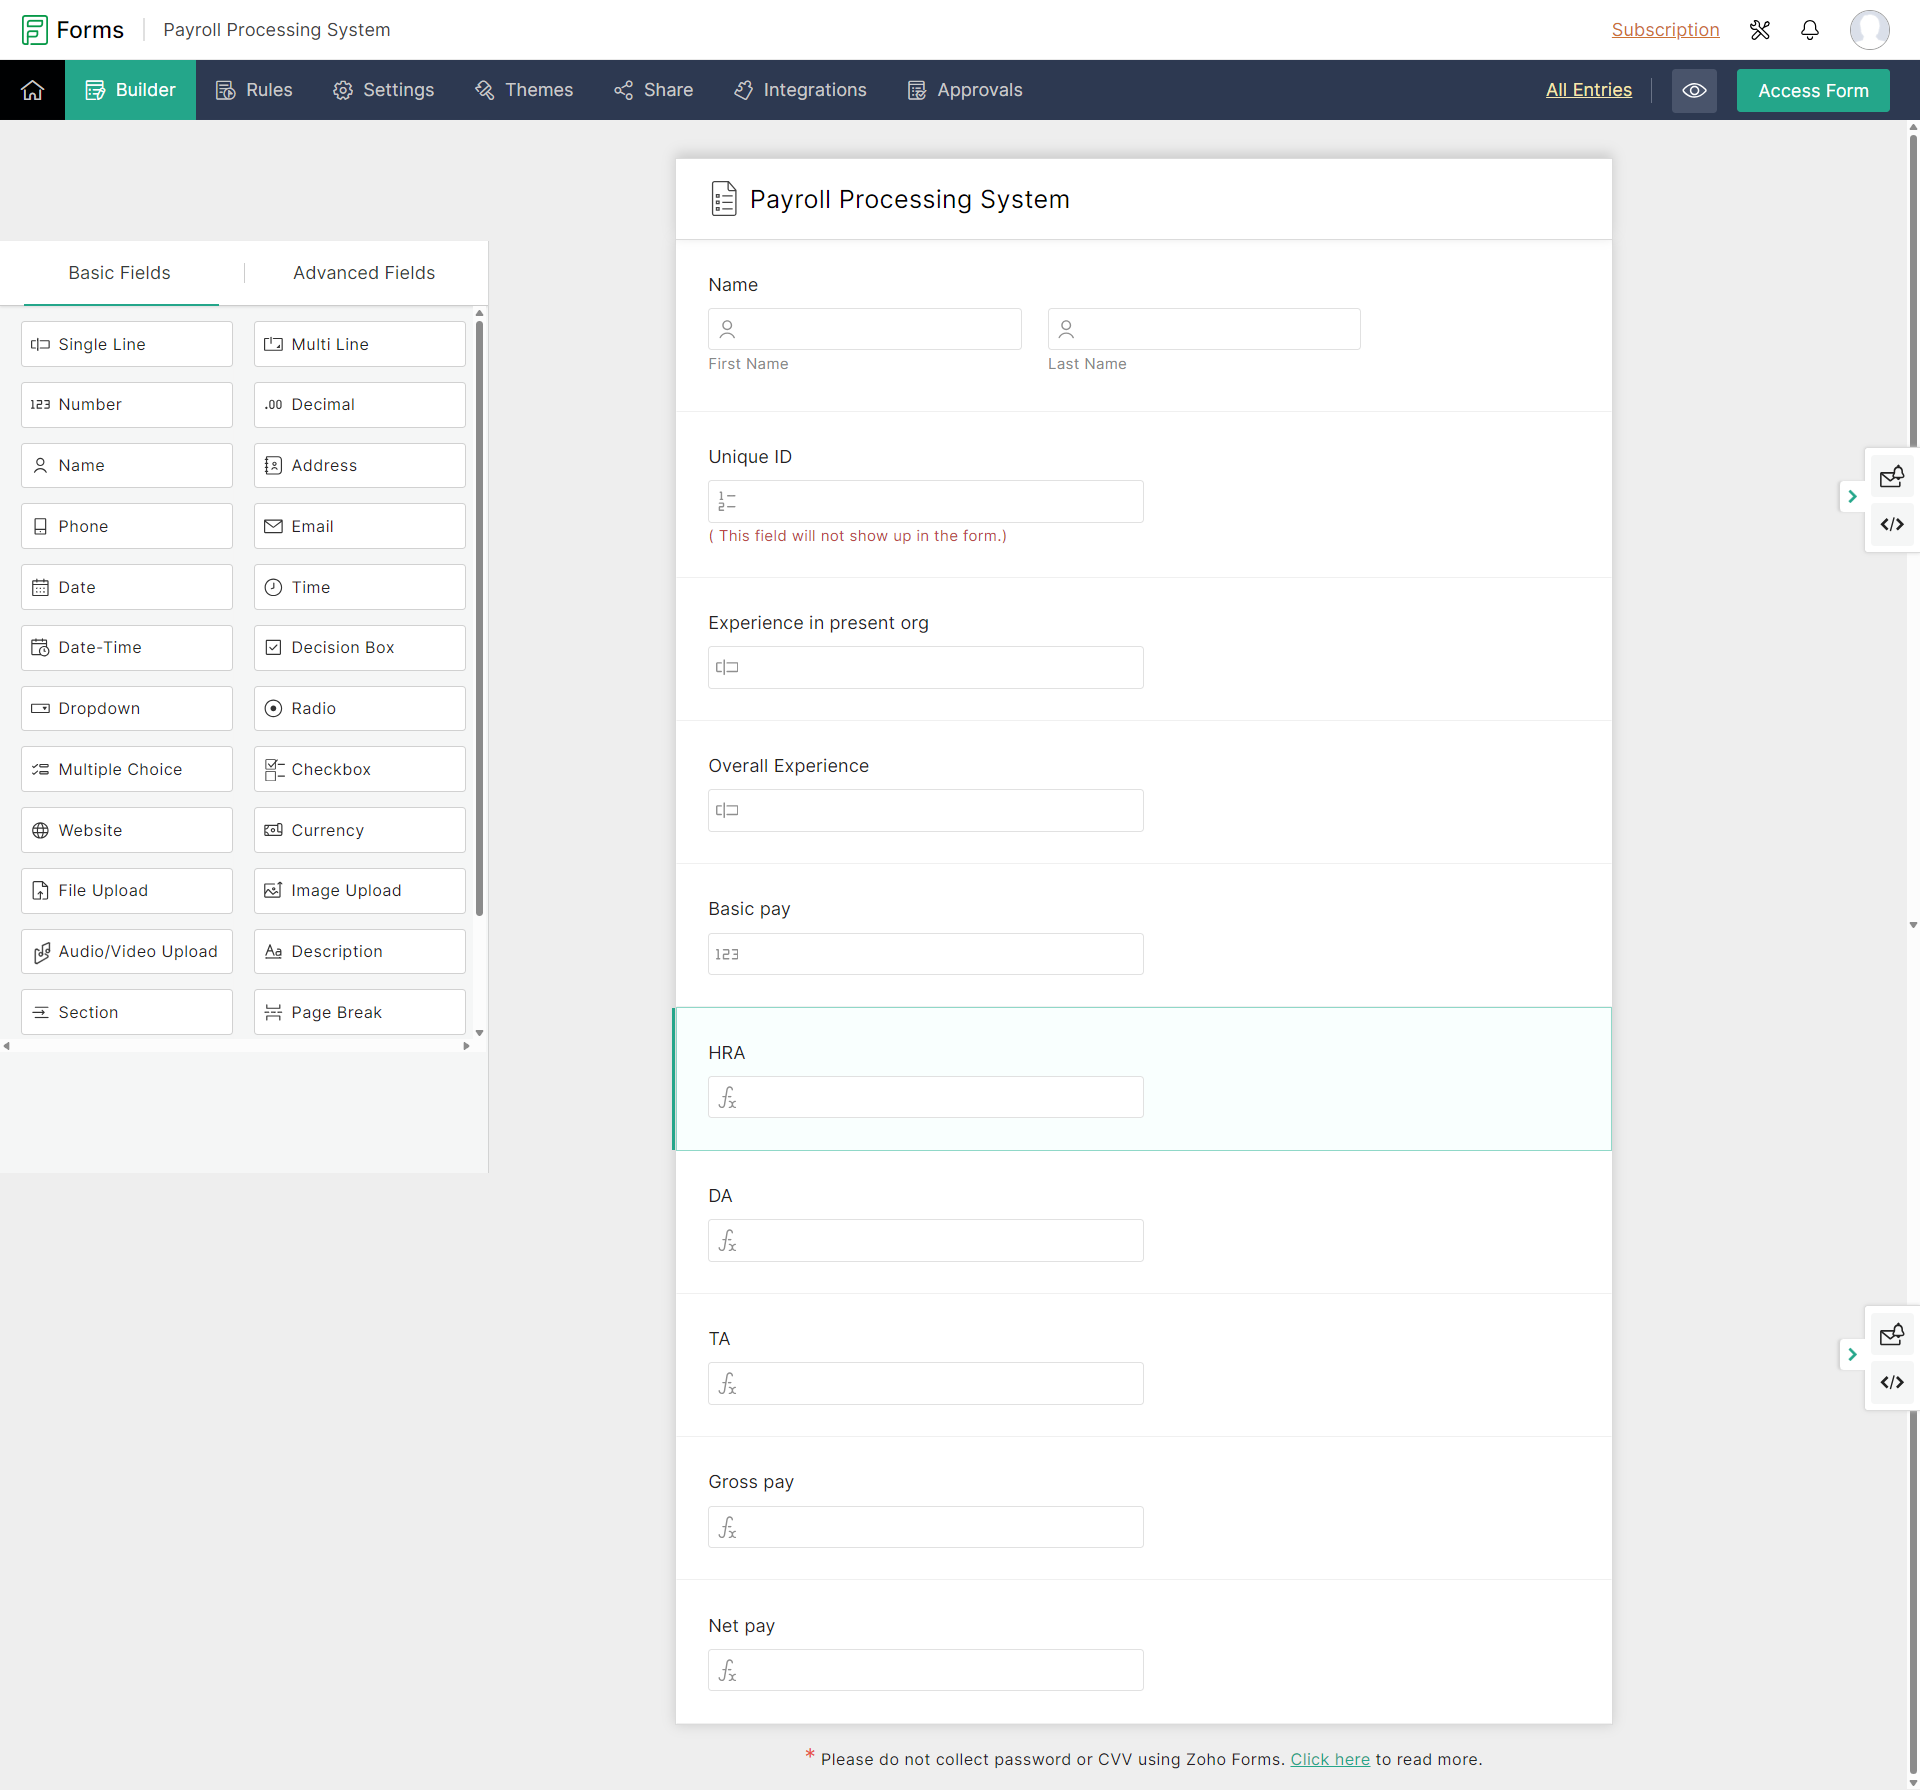 Forms
Payroll Processing System
Subscription
Builder
Rules
Settings
Themes
Share
Integrations
Approvals
All Entries
Access Form
Basic Fields
Advanced Fields
Single Line
Multi Line
123 Number
.00 Decimal
Name
Address
Phone
Email
Date
Time
Date-Time
Decision Box
Dropdown
Radio
Multiple Choice
Checkbox
Website
Currency
File Upload
Image Upload
Audio/Video Upload
Aa Description
Section
Page Break
Payroll Processing System
Name
First Name
Last Name
Unique ID
( This field will not show up in the form.)
Experience in present org
Overall Experience
Basic pay
123
HRA
DA
TA
Gross pay
Net pay
* Please do not collect password or CVV using Zoho Forms. Click here to read more.